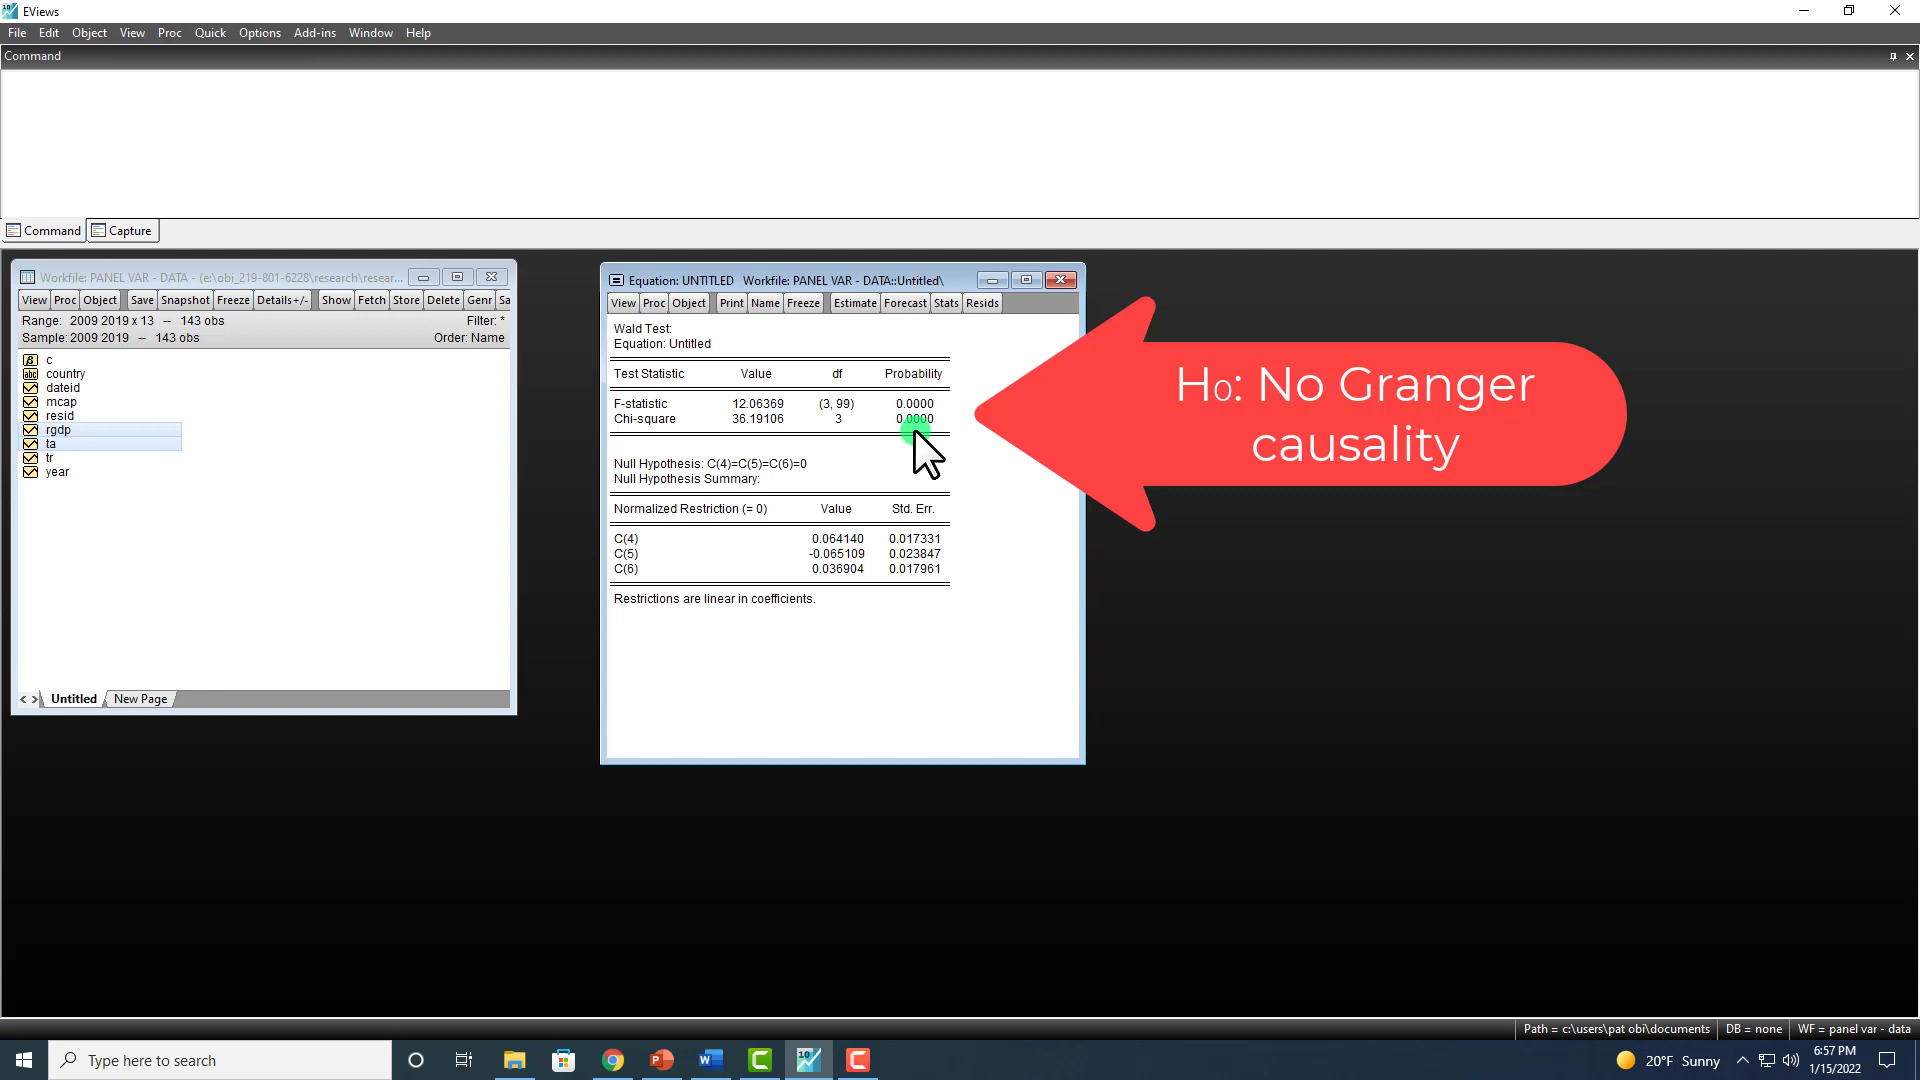 EViews
File Edit Object View Proc Quick Options Add-ins Window Help
Command
Command Capture
Workfile: PANEL VAR - DATA - (e:\obi_219-801-6228\research\resear...
View Proc Object Save Snapshot Freeze Details+/- Show Fetch Store Delete Genr Sa
Range: 2009 2019 x 13 -- 143 obs Filter: *
Sample: 2009 2019 -- 143 obs Order: Name
c
country
dateid
mcap
resid
rgdp
ta
tr
year
Untitled New Page
Equation: UNTITLED Workfile: PANEL VAR - DATA::Untitled\
View Proc Object Print Name Freeze Estimate Forecast Stats Resids
Wald Test:
Equation: Untitled
Test Statistic Value df Probability
F-statistic 12.06369 (3, 99) 0.0000
Chi-square 36.19106 3 0.0000
Null Hypothesis: C(4)=C(5)=C(6)=0
Null Hypothesis Summary:
Normalized Restriction (= 0) Value Std. Err.
C(4) 0.064140 0.017331
C(5) -0.065109 0.023847
C(6) 0.036904 0.017961
Restrictions are linear in coefficients.
H0: No Granger
causality
Path = c:\users\pat obi\documents DB = none WF = panel var - data
Type here to search
20°F Sunny
6:57 PM
1/15/2022